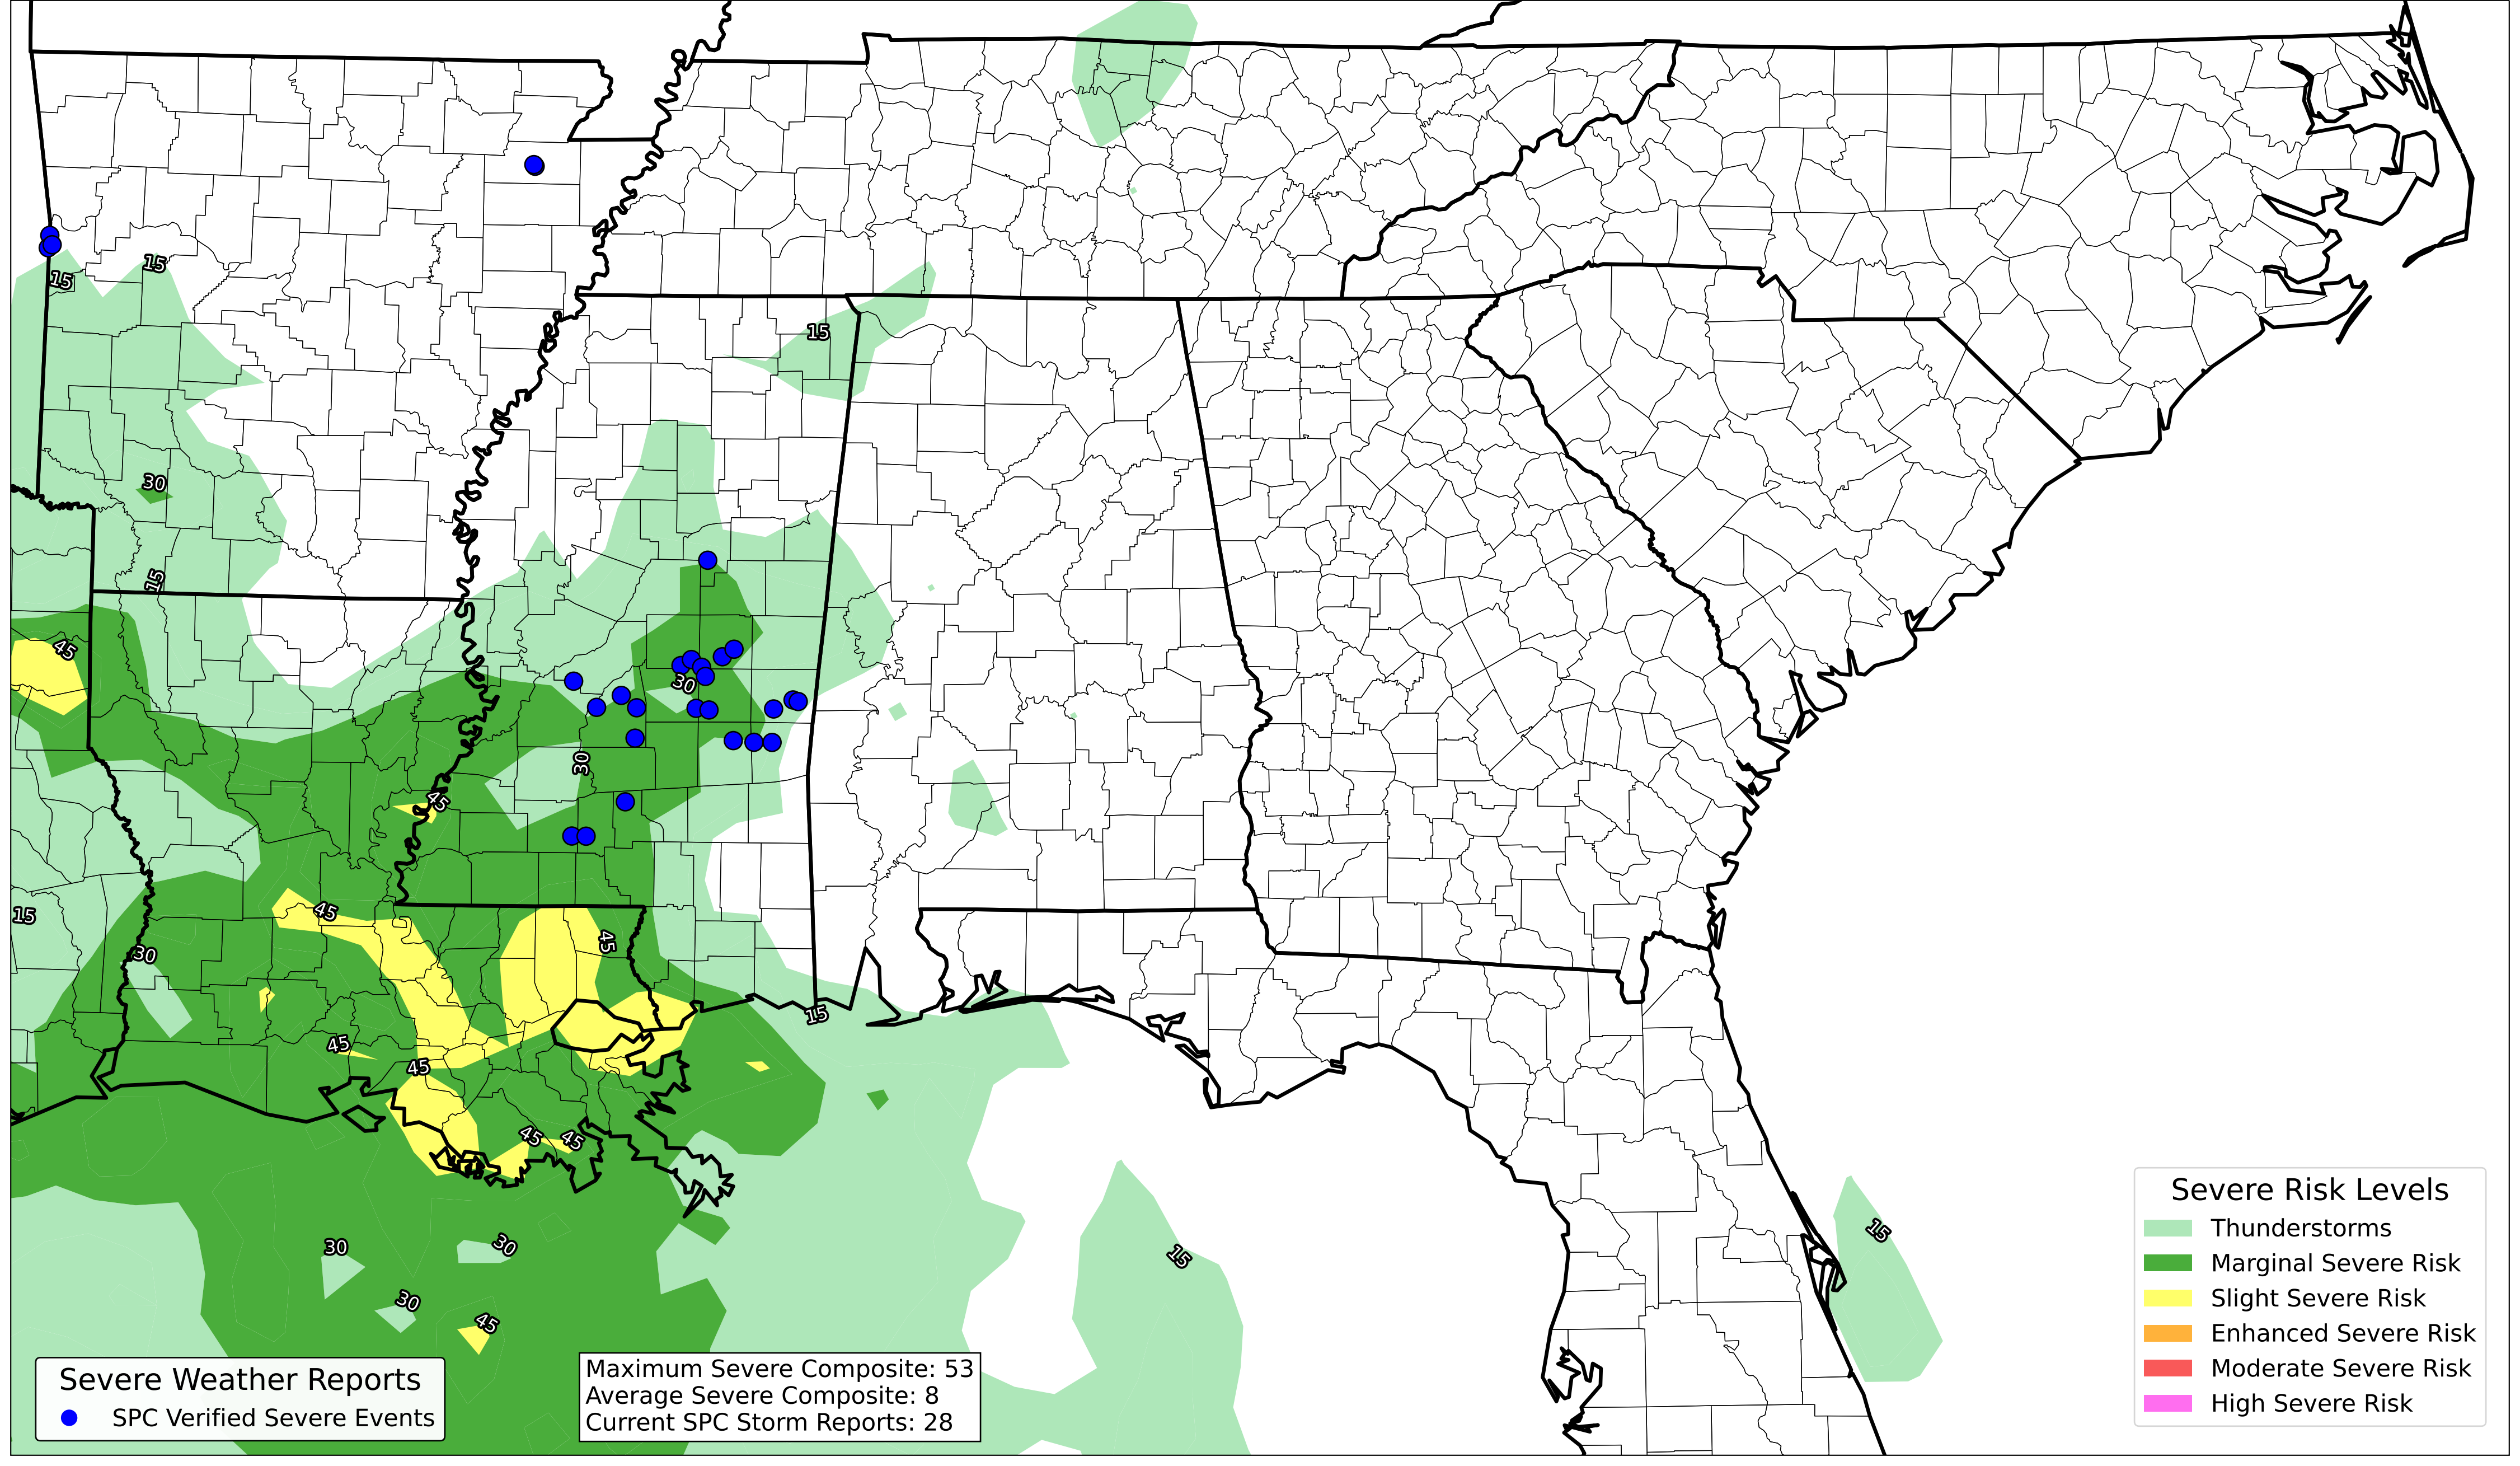 15
15
15
30
45
15
30
30
45
15
45
45
30
15
45
45
45
45
15
15
30
30
30
45
Severe Weather Reports
SPC Verified Severe Events
Maximum Severe Composite: 53
Average Severe Composite: 8
Current SPC Storm Reports: 28
Severe Risk Levels
Thunderstorms
Marginal Severe Risk
Slight Severe Risk
Enhanced Severe Risk
Moderate Severe Risk
High Severe Risk